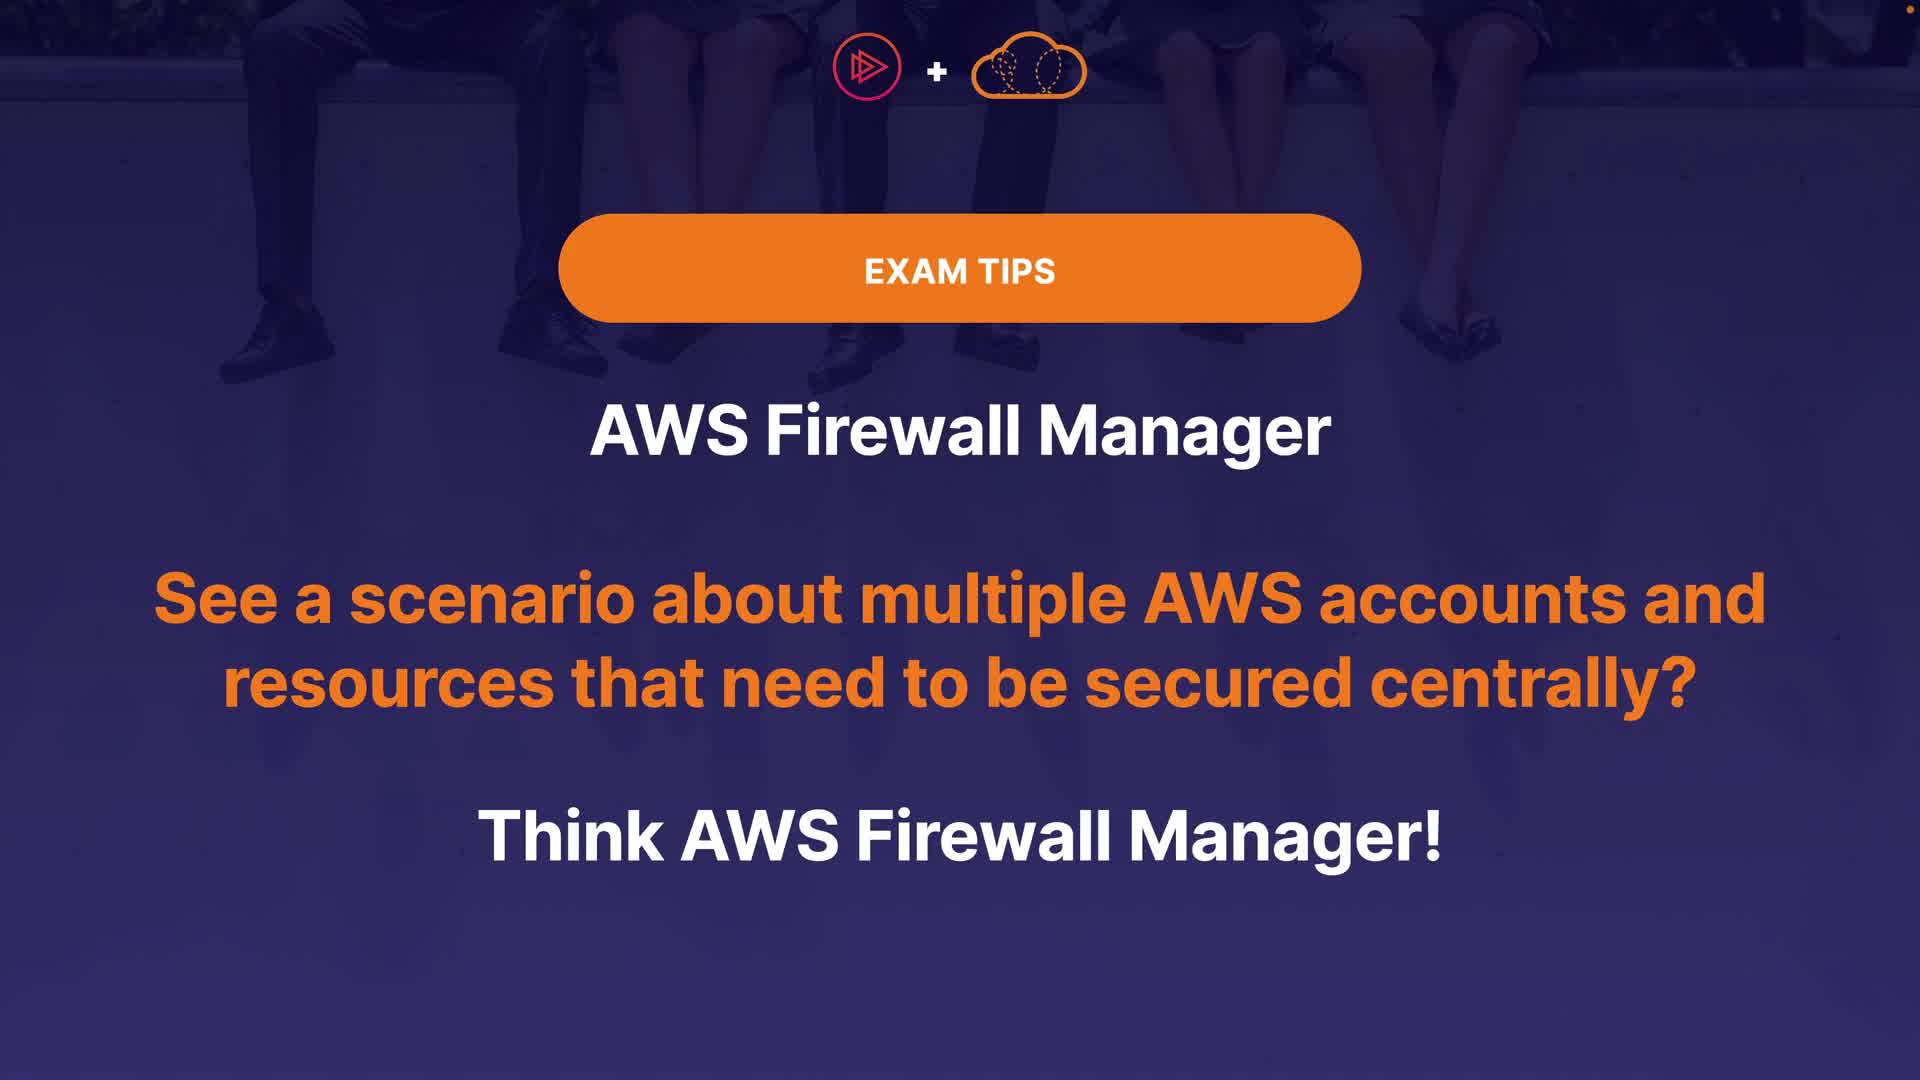 +
EXAM TIPS
AWS Firewall Manager
See a scenario about multiple AWS accounts and
resources that need to be secured centrally?
Think AWS Firewall Manager!